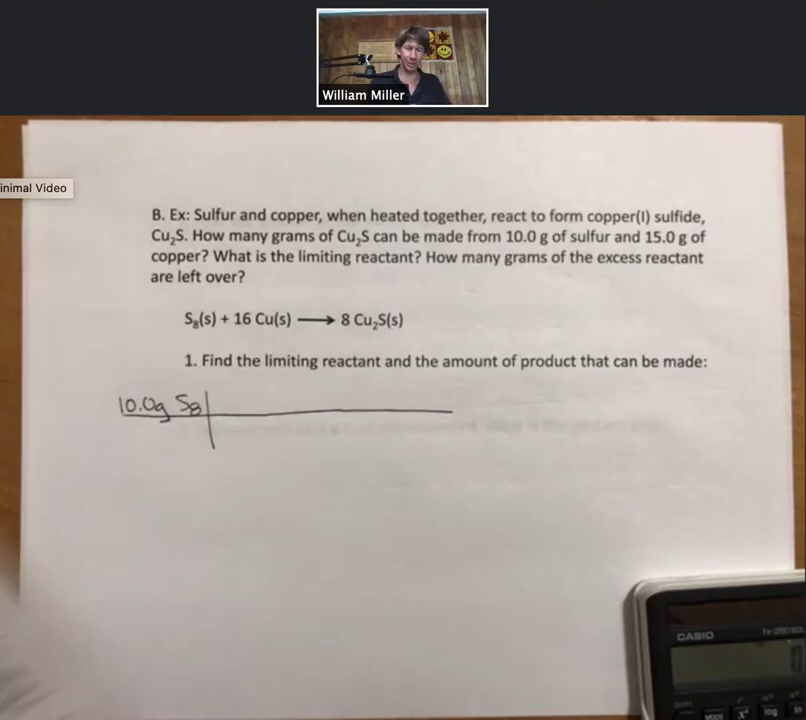 William Miller
inimal Video
B. Ex: Sulfur and copper, when heated together, react to form copper(I) sulfide,
Cu₂S. How many grams of Cu₂S can be made from 10.0 g of sulfur and 15.0 g of
copper? What is the limiting reactant? How many grams of the excess reactant
are left over?
S₈(s) + 16 Cu(s) ⟶ 8 Cu₂S(s)
1. Find the limiting reactant and the amount of product that can be made:
10.0g S8
CASIO
log
ln